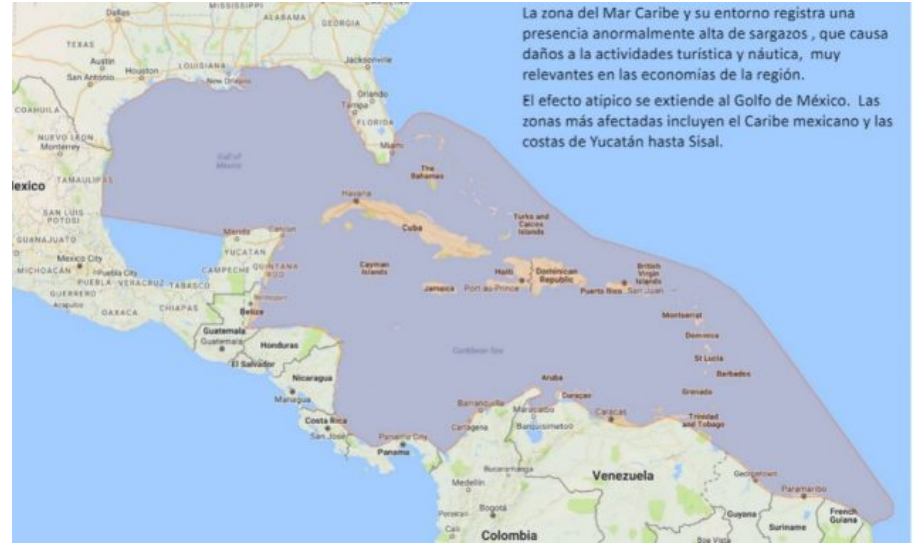 La zona del Mar Caribe y su entorno registra una
presencia anormalmente alta de sargazos , que causa
daños a la actividades turística y náutica,  muy
relevantes en las economías de la región.
El efecto atípico se extiende al Golfo de México.  Las
zonas más afectadas incluyen el Caribe mexicano y las
costas de Yucatán hasta Sisal.
MISSISSIPPI
Dallas
ALABAMA
GEORGIA
TEXAS
Austin
San Antonio
Houston
LOUISIANA
New Orleans
Jacksonville
Orlando
Tampa
FLORIDA
Miami
COAHUILA
NUEVO LEON
Monterrey
TAMAULIPAS
Gulf of
Mexico
The
Bahamas
Mexico
SAN LUIS
POTOSI
Havana
Cuba
Turks and
Caicos
Islands
GUANAJUATO
Mexico City
MICHOACÁN
Puebla City
PUEBLA
VERACRUZ
TABASCO
GUERRERO
Acapulco
OAXACA
CHIAPAS
Merida
Cancun
YUCATAN
CAMPECHE
QUINTANA
ROO
Belmopan
Belize
Cayman
Islands
Jamaica
Haiti
Port-au-Prince
Dominican
Republic
Puerto Rico
San Juan
British
Virgin
Islands
Guatemala
Guatemala
Honduras
El Salvador
Nicaragua
Managua
Costa Rica
San Jose
Panama City
Panama
Caribbean Sea
Montserrat
Dominica
St Lucia
Barbados
Grenada
Trinidad
and Tobago
Aruba
Curaçao
Barranquilla
Cartagena
Maracaibo
Barquisimeto
Caracas
Venezuela
Bucaramanga
Medellin
Bogotá
Pereira
Cali
Colombia
Georgetown
Paramaribo
Guyana
Suriname
French
Guiana
Boa Vista